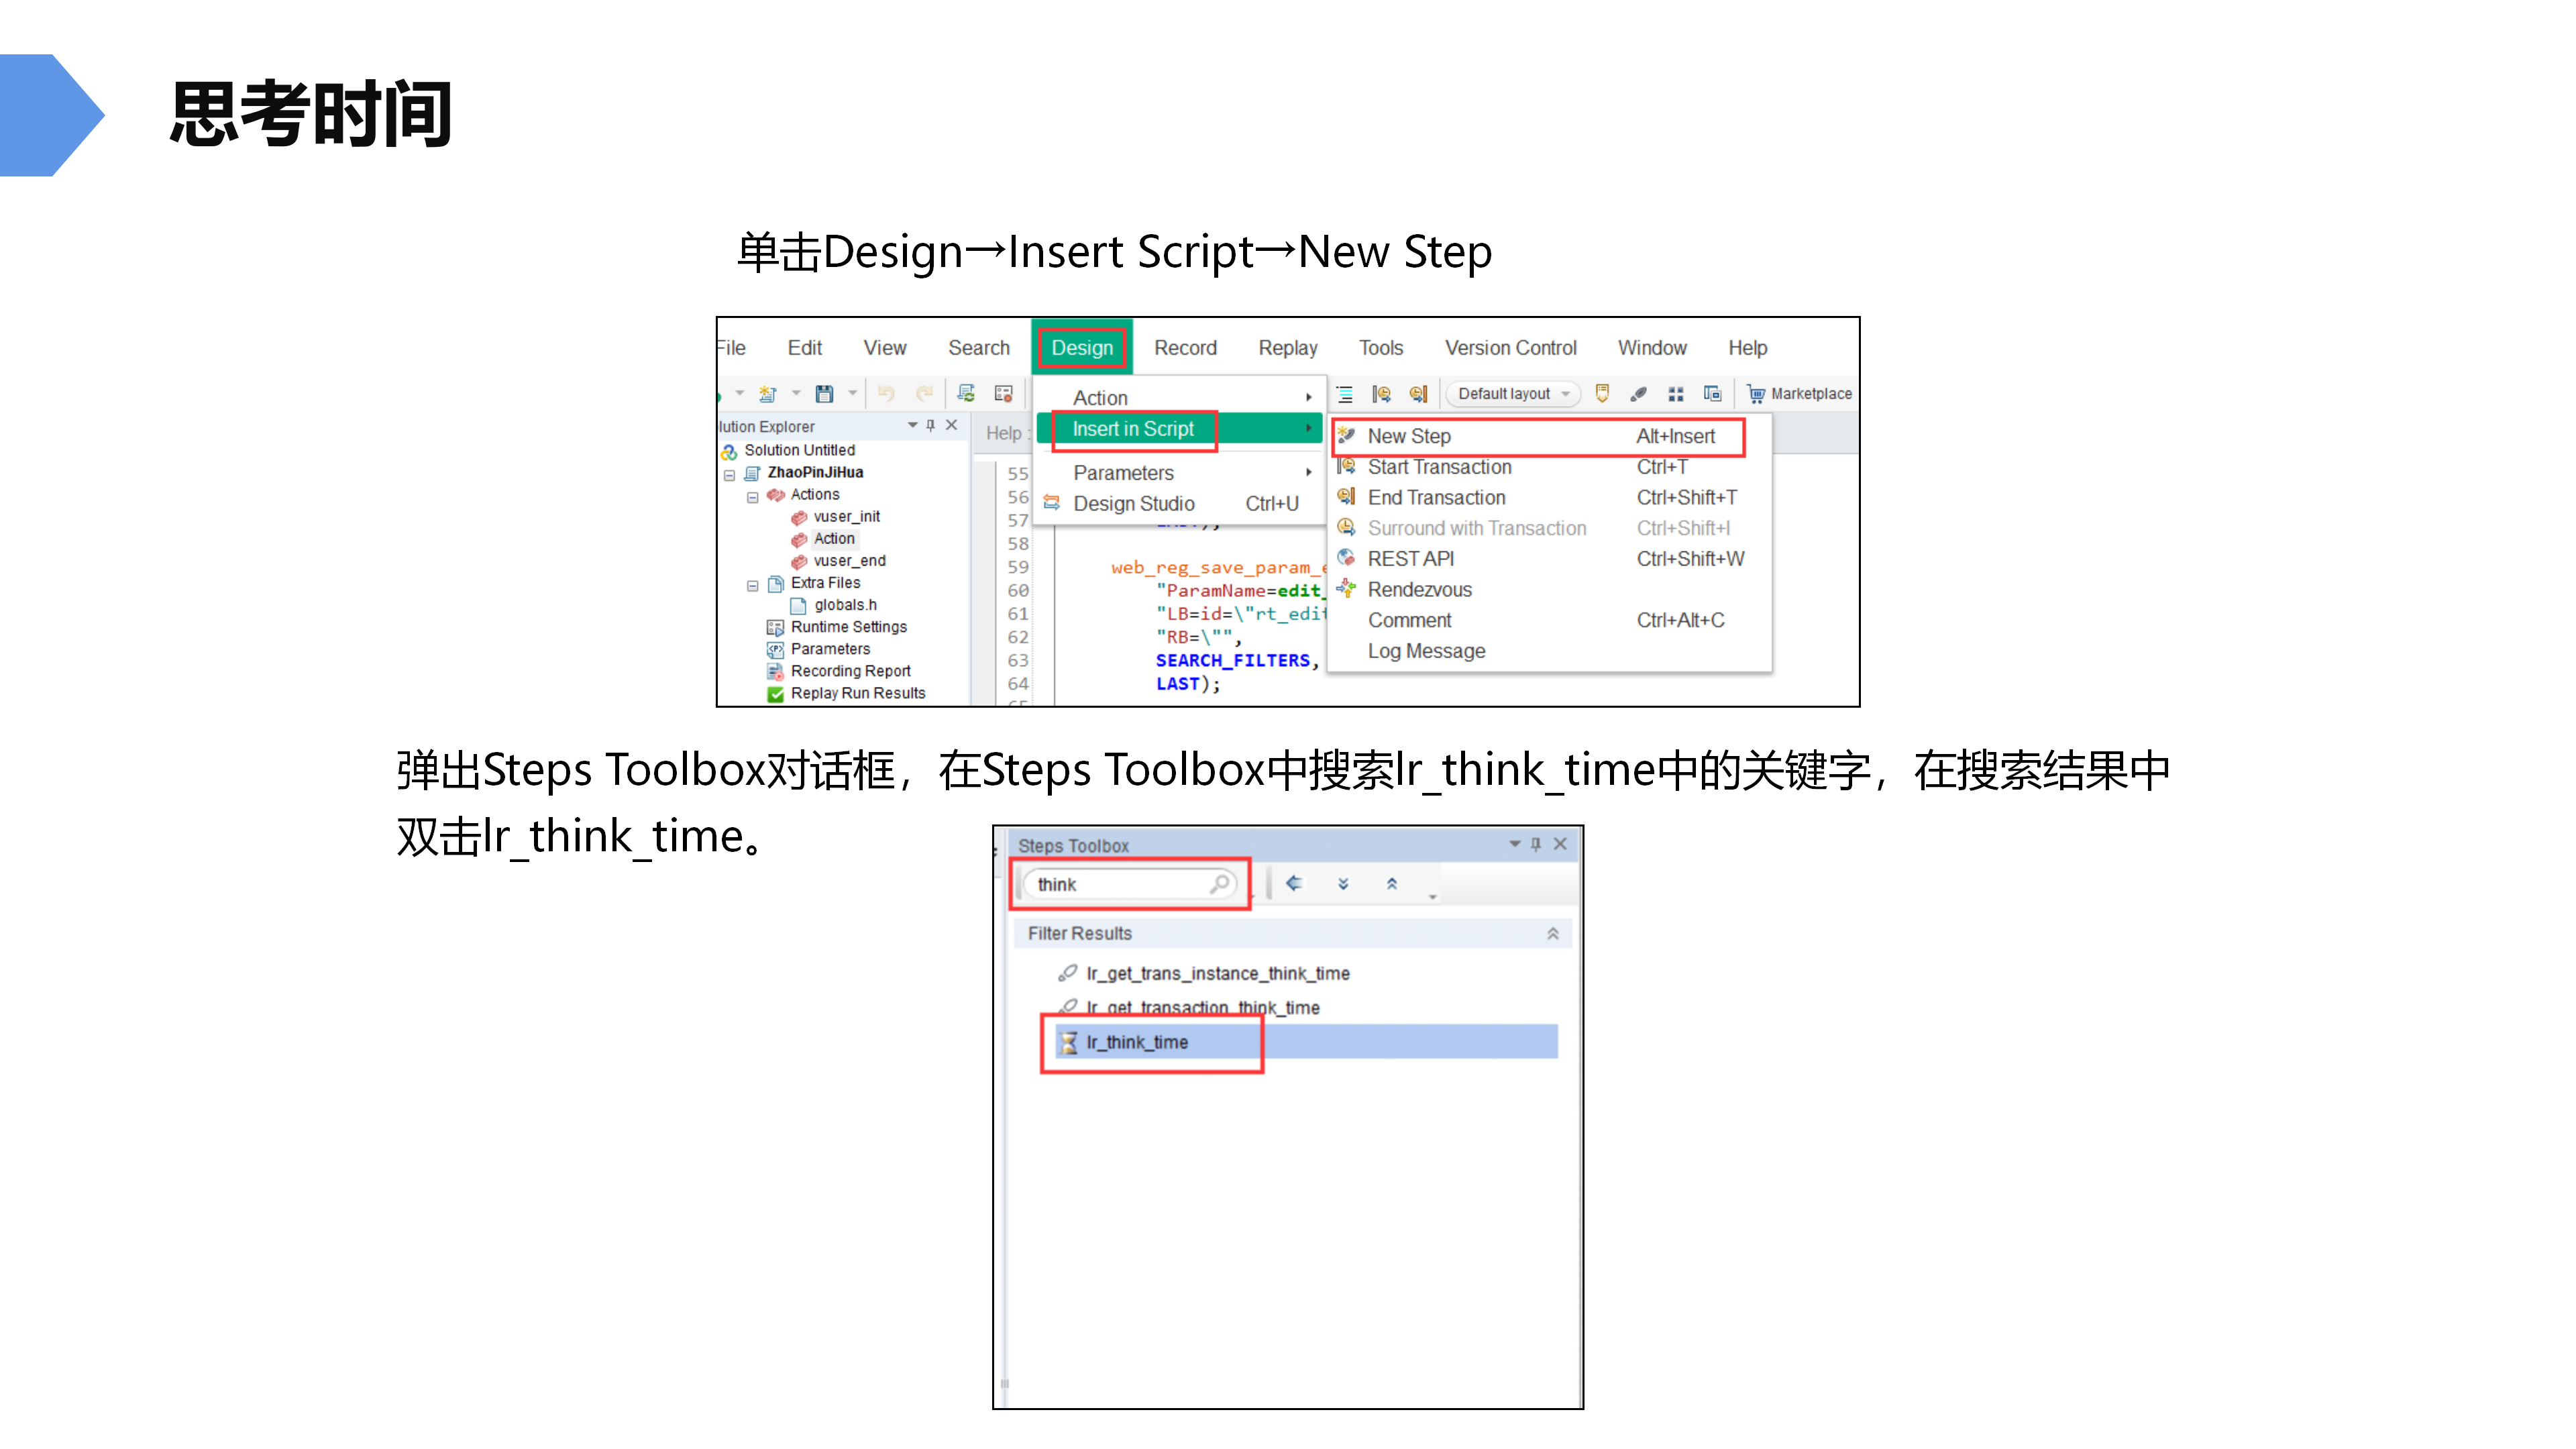 思考时间
单击Design→Insert Script→New Step
File Edit View Search Design Record Replay Tools Version Control Window Help
Default layout Marketplace
lution Explorer
Help
Solution Untitled
ZhaoPinJiHua
Actions
vuser_init
Action
vuser_end
Extra Files
globals.h
Runtime Settings
Parameters
Recording Report
Replay Run Results
Action
Insert in Script
Parameters
Design Studio Ctrl+U
New Step Alt+Insert
Start Transaction Ctrl+T
End Transaction Ctrl+Shift+T
Surround with Transaction Ctrl+Shift+I
REST API Ctrl+Shift+W
Rendezvous
Comment Ctrl+Alt+C
Log Message
55
56
57
58
59 web_reg_save_param_e
60 "ParamName=edit_
61 "LB=id=\"rt_edit
62 "RB=\"",
63 SEARCH_FILTERS,
64 LAST);
弹出Steps Toolbox对话框，在Steps Toolbox中搜索lr_think_time中的关键字，在搜索结果中
双击lr_think_time。
Steps Toolbox
think
Filter Results
lr_get_trans_instance_think_time
lr_get_transaction_think_time
lr_think_time